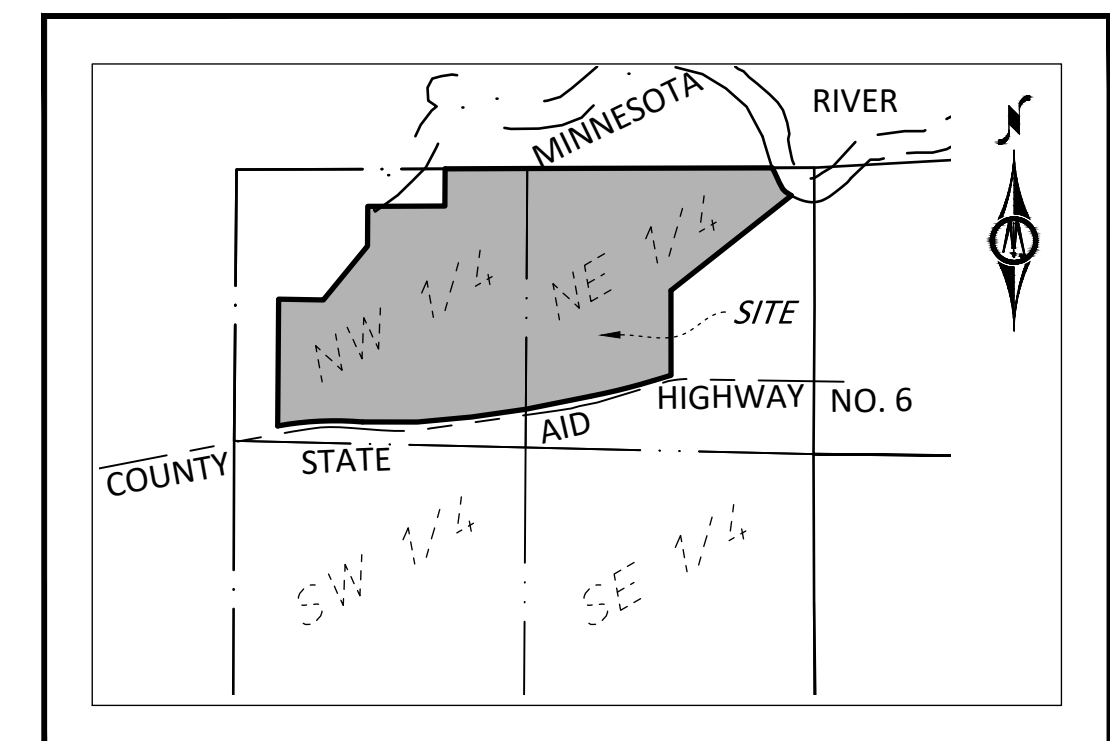 MINNESOTA RIVER
N
NW 1/4
NE 1/4
SITE
COUNTY STATE AID HIGHWAY NO. 6
SW 1/4
SE 1/4